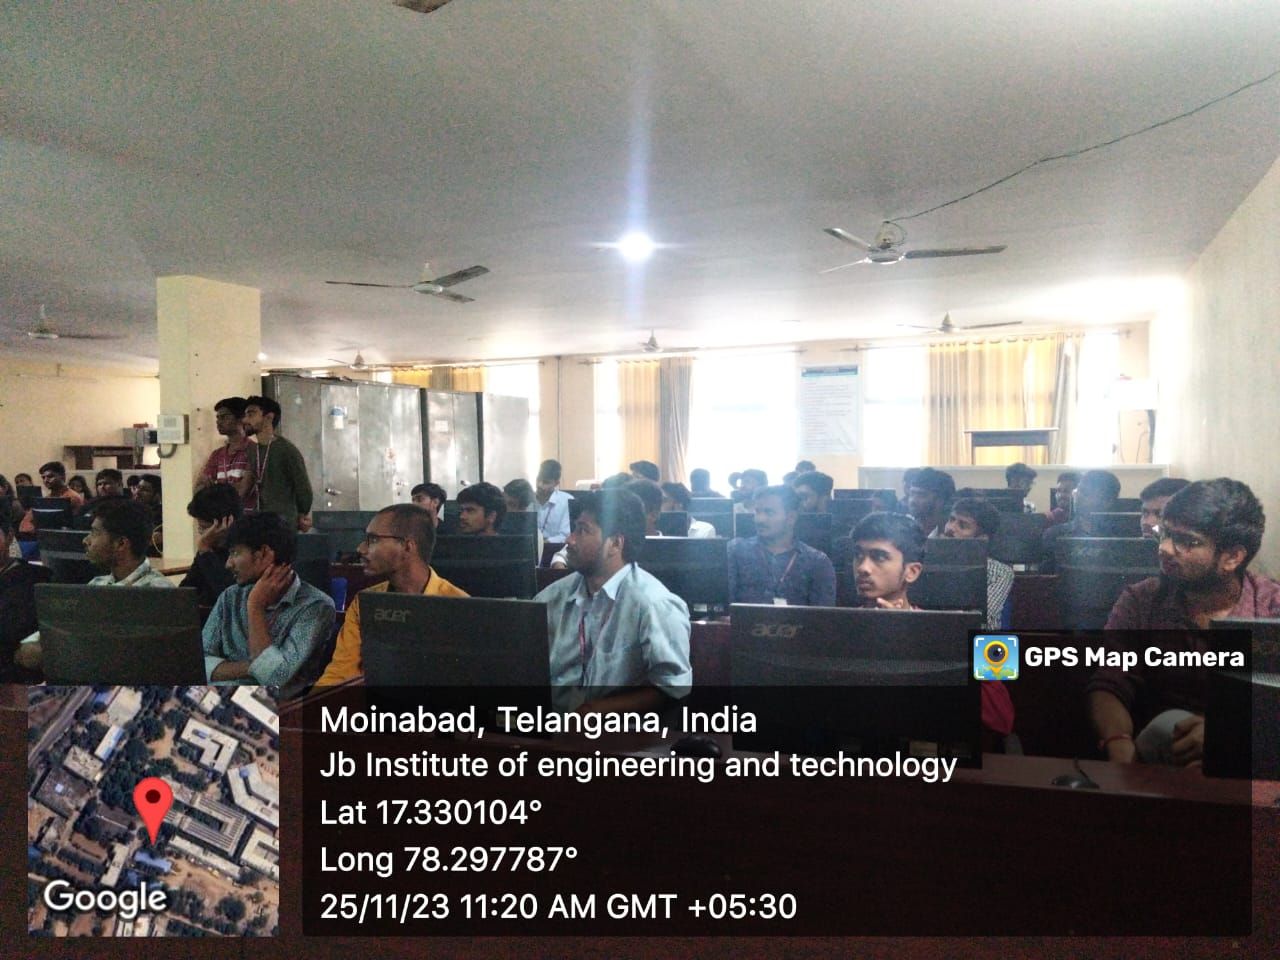 acer
acer
acer
GPS Map Camera
Moinabad, Telangana, India
Jb Institute of engineering and technology
Lat 17.330104°
Long 78.297787°
25/11/23 11:20 AM GMT +05:30
Google